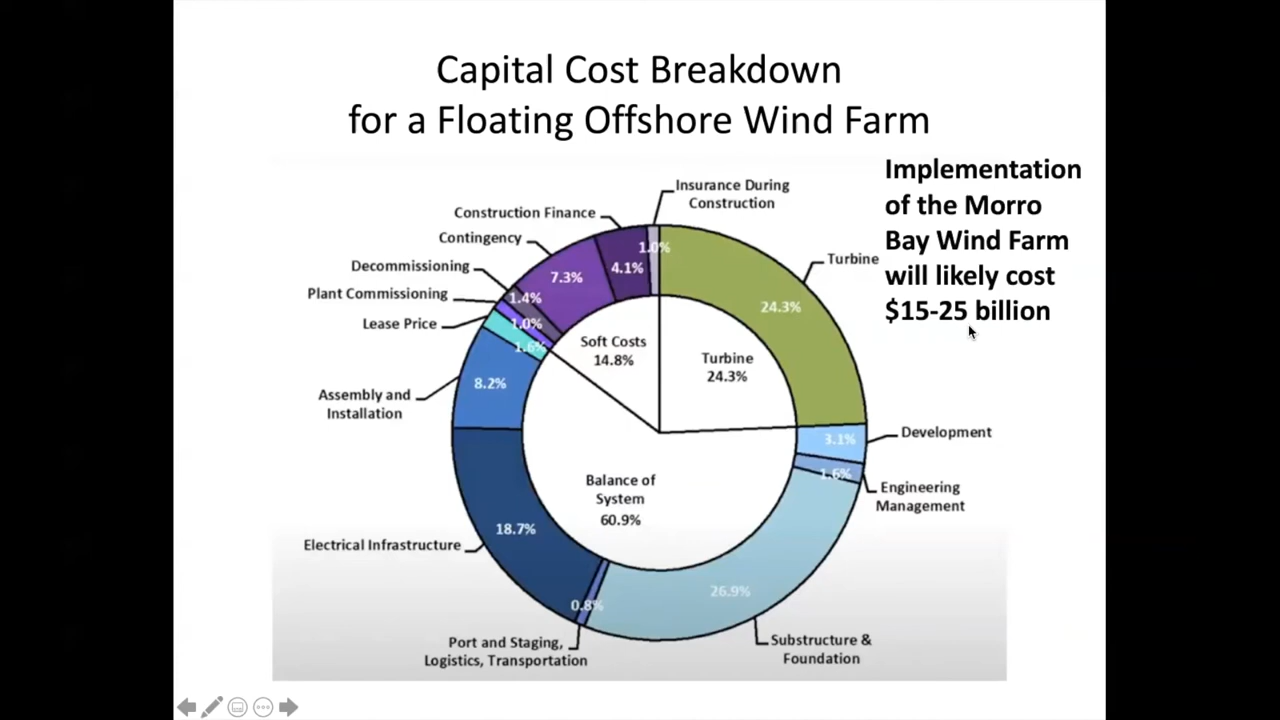 Capital Cost Breakdown
for a Floating Offshore Wind Farm
Implementation
of the Morro
Bay Wind Farm
will likely cost
$15-25 billion
Insurance During
Construction
Construction Finance
Contingency
Decommissioning
Plant Commissioning
Lease Price
Assembly and
Installation
Electrical Infrastructure
Port and Staging,
Logistics, Transportation
Substructure &
Foundation
Engineering
Management
Development
Turbine
1.0%
4.1%
7.3%
1.4%
1.0%
1.6%
8.2%
18.7%
0.8%
26.9%
1.6%
3.1%
24.3%
Soft Costs
14.8%
Turbine
24.3%
Balance of
System
60.9%